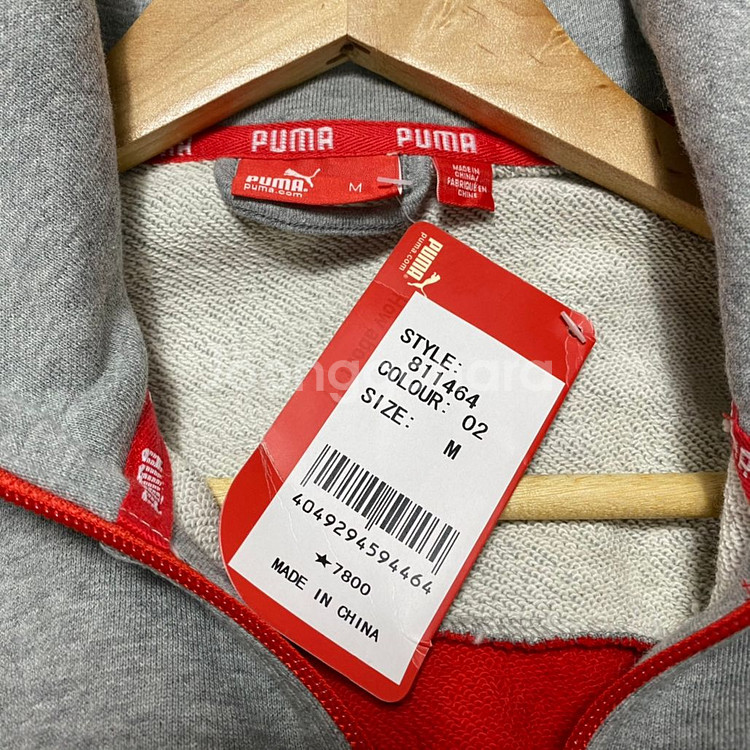 PUMA PUMA
PUMA
puma.com
M
MADE IN
CHINA/
FABRIQUÉ EN
CHINE
PUMA
puma.com
STYLE:
811464
COLOUR: 02
SIZE:
M
4049294594464
★7800
MADE IN CHINA